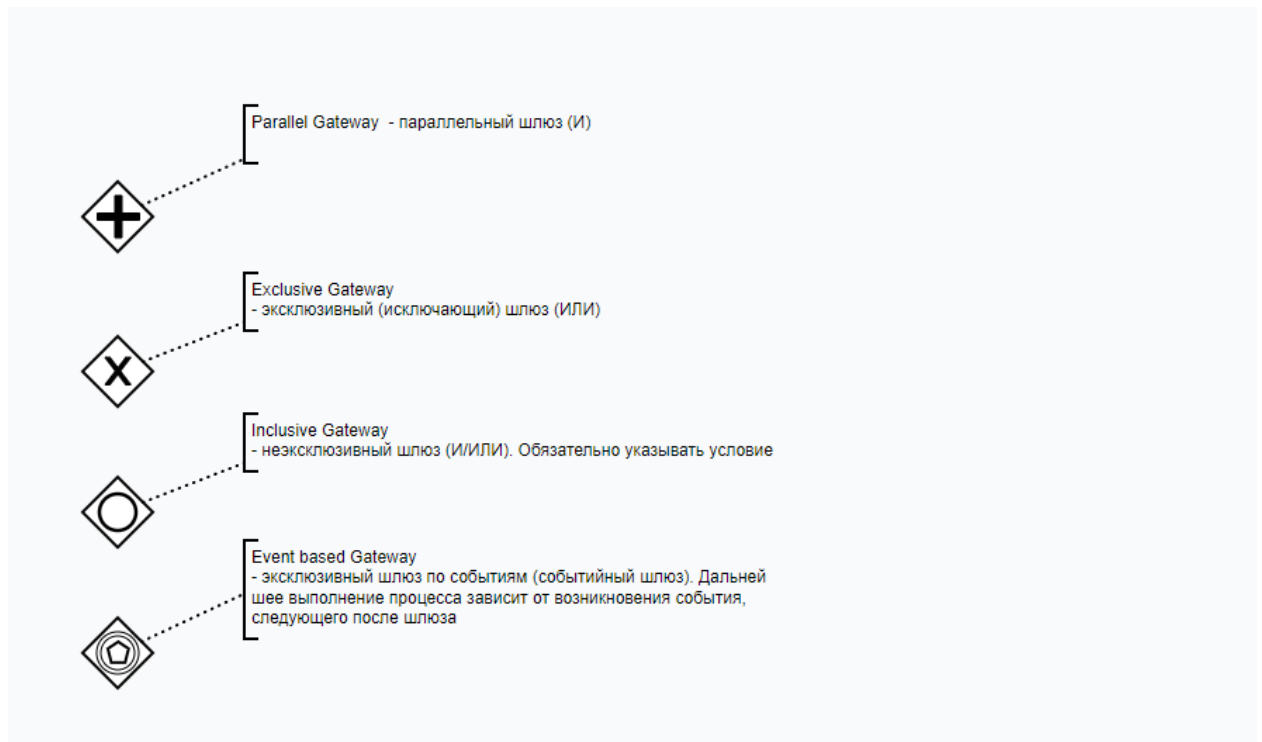 Parallel Gateway - параллельный шлюз (И)
Exclusive Gateway
- эксклюзивный (исключающий) шлюз (ИЛИ)
Inclusive Gateway
- неэксклюзивный шлюз (И/ИЛИ). Обязательно указывать условие
Event based Gateway
- эксклюзивный шлюз по событиям (событийный шлюз). Дальней
шее выполнение процесса зависит от возникновения события,
следующего после шлюза